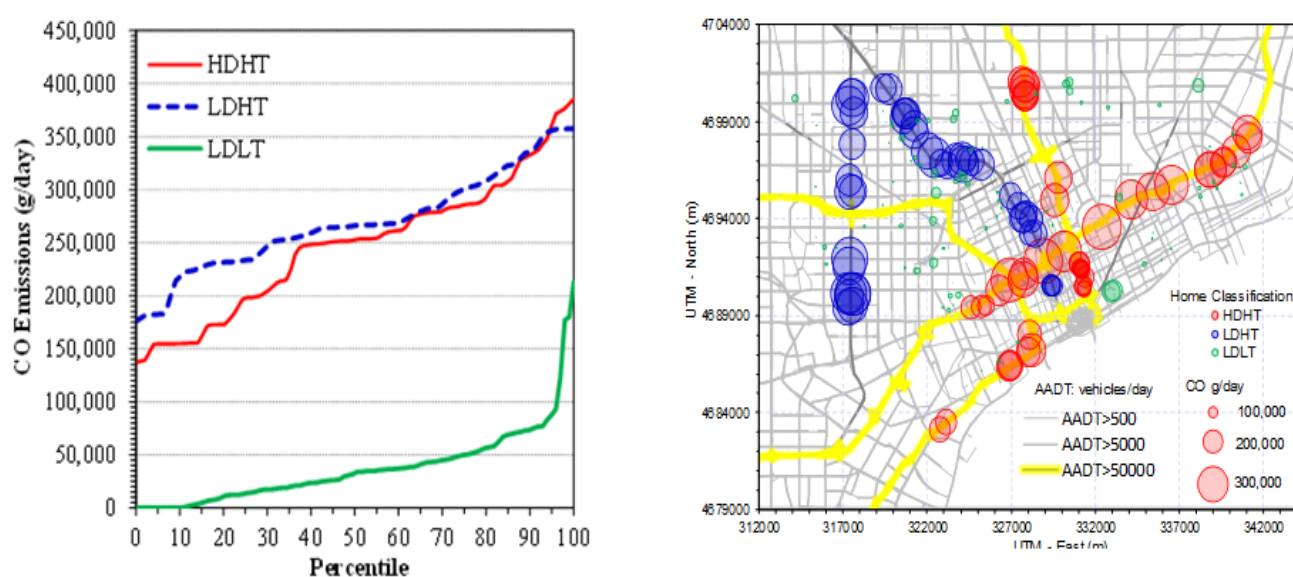 450,000
400,000
350,000
300,000
250,000
200,000
150,000
100,000
50,000
0
CO Emissions (g/day)
HDHT
LDHT
LDLT
0 10 20 30 40 50 60 70 80 90 100
Percentile
4704000
4698000
4694000
4689000
4684000
4679000
UTM - North (m)
312000 317000 322000 327000 332000 337000 342000
UTM - East (m)
Home Classification
HDHT
LDHT
LDLT
AADT: vehicles/day
AADT>500
AADT>5000
AADT>50000
CO g/day
100,000
200,000
300,000